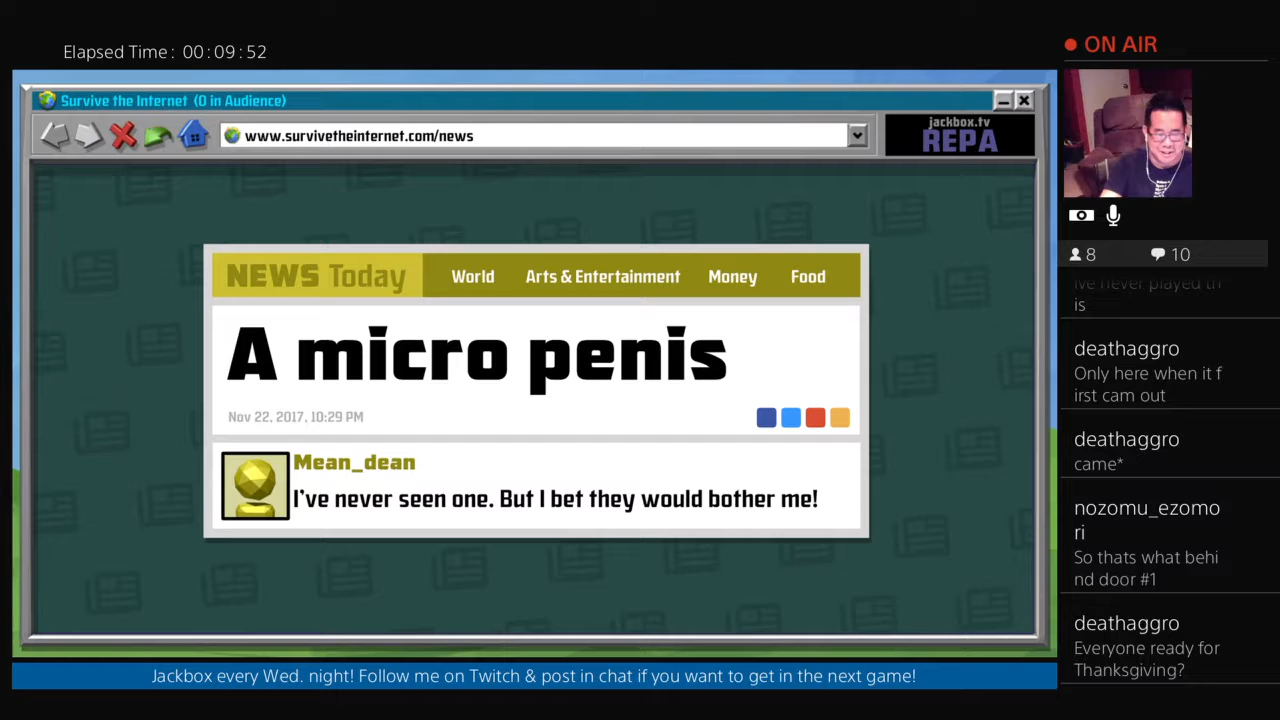 Elapsed Time: 00:09:52
ON AIR
Survive the Internet (0 in Audience)
www.survivetheinternet.com/news
jackbox.tv
REPA
NEWS Today World Arts & Entertainment Money Food
A micro penis
Nov 22, 2017, 10:29 PM
Mean_dean
I've never seen one. But I bet they would bother me!
8 10
ive never played th
is
deathaggro
Only here when it f
irst cam out
deathaggro
came*
nozomu_ezomo
ri
So thats what behi
nd door #1
deathaggro
Everyone ready for
Thanksgiving?
Jackbox every Wed. night! Follow me on Twitch & post in chat if you want to get in the next game!